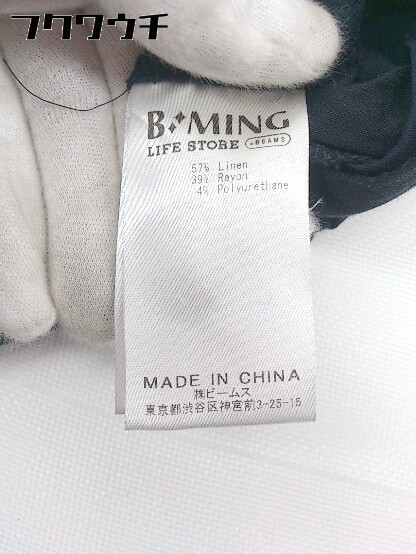 フクワウチ
B:MING
LIFE STORE by BEAMS
57% Linen
39% Rayon
4% Polyurethane
MADE IN CHINA
㈱ビームス
東京都渋谷区神宮前3-25-15